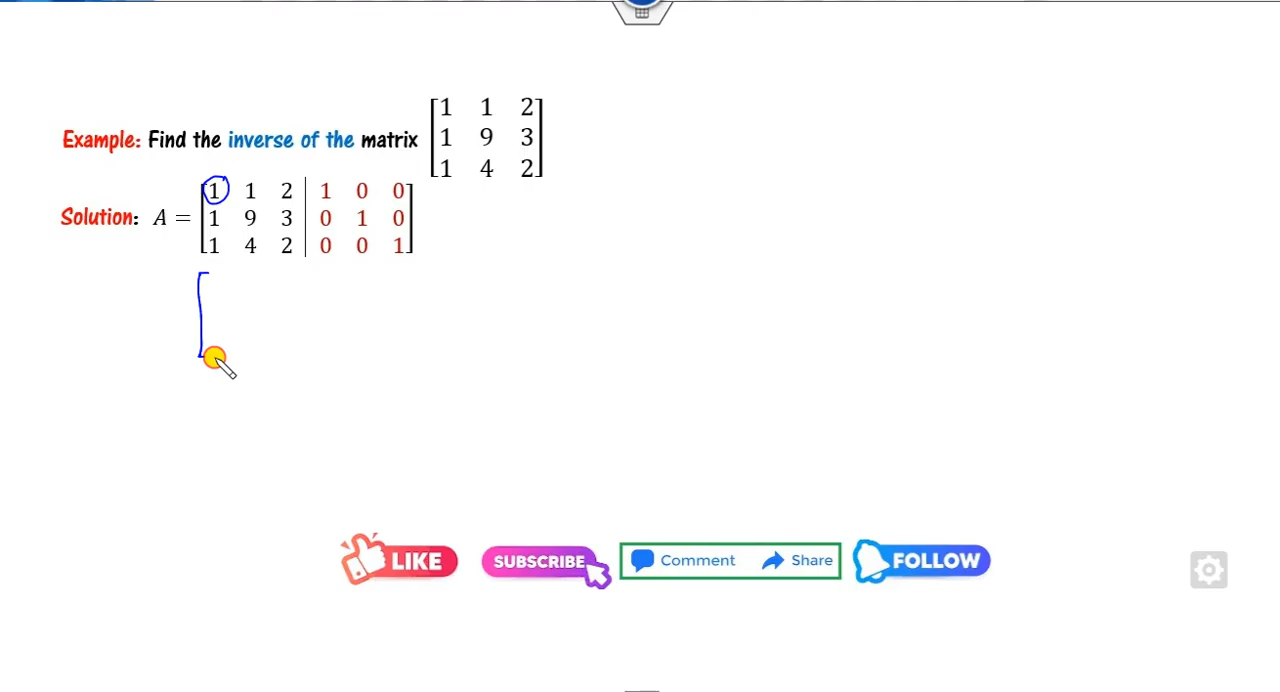 Example: Find the inverse of the matrix [1 1 2
1 9 3
1 4 2]
Solution: A = [1 1 2 | 1 0 0
1 9 3 | 0 1 0
1 4 2 | 0 0 1]
LIKE SUBSCRIBE Comment Share FOLLOW